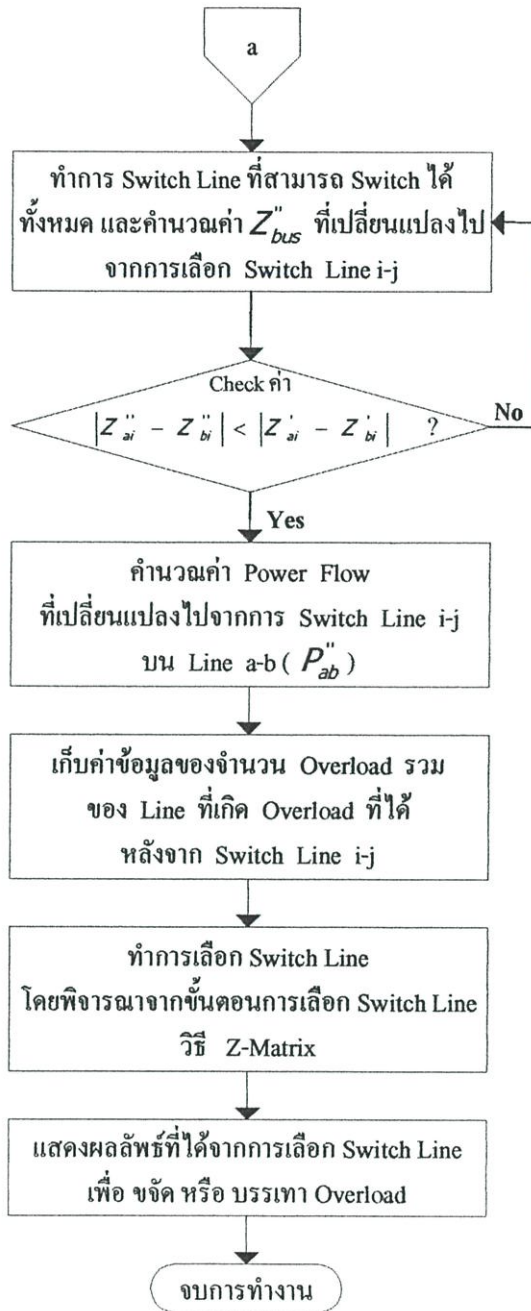 a
ทำการ Switch Line ที่สามารถ Switch ได้
ทั้งหมด และคำนวณค่า Z''bus ที่เปลี่ยนแปลงไป
จากการเลือก Switch Line i-j
Check ค่า
|Z''ai - Z''bi| < |Z'ai - Z'bi| ?
No
Yes
คำนวณค่า Power Flow
ที่เปลี่ยนแปลงไปจากการ Switch Line i-j
บน Line a-b ( P''ab )
เก็บค่าข้อมูลของจำนวน Overload รวม
ของ Line ที่เกิด Overload ที่ได้
หลังจาก Switch Line i-j
ทำการเลือก Switch Line
โดยพิจารณาจากขั้นตอนการเลือก Switch Line
วิธี Z-Matrix
แสดงผลลัพธ์ที่ได้จากการเลือก Switch Line
เพื่อ ขจัด หรือ บรรเทา Overload
จบการทำงาน